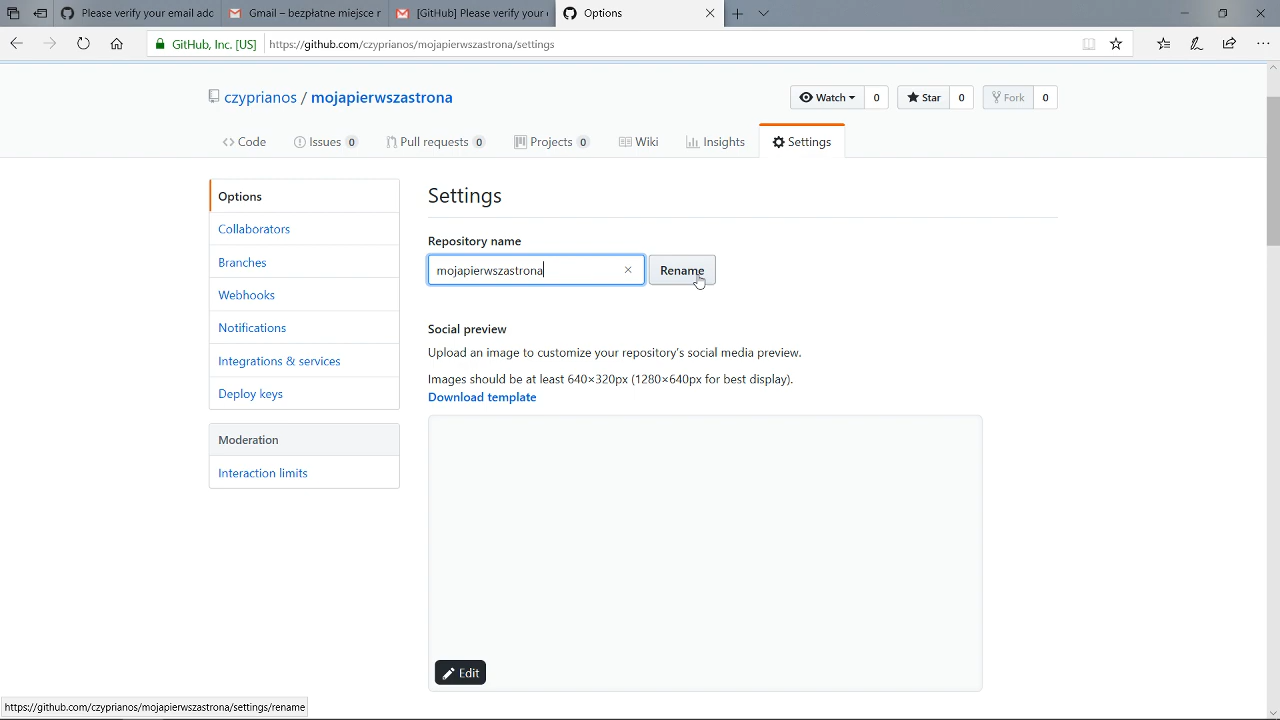 Please verify your email add
Gmail – bezpłatne miejsce r
[GitHub] Please verify your
Options
GitHub, Inc. [US]
https://github.com/czyprianos/mojapierwszastrona/settings
czyprianos / mojapierwszastrona
Watch 0
Star 0
Fork 0
Code
Issues 0
Pull requests 0
Projects 0
Wiki
Insights
Settings
Options
Collaborators
Branches
Webhooks
Notifications
Integrations & services
Deploy keys
Moderation
Interaction limits
Settings
Repository name
mojapierwszastrona
Rename
Social preview
Upload an image to customize your repository's social media preview.
Images should be at least 640×320px (1280×640px for best display).
Download template
Edit
https://github.com/czyprianos/mojapierwszastrona/settings/rename